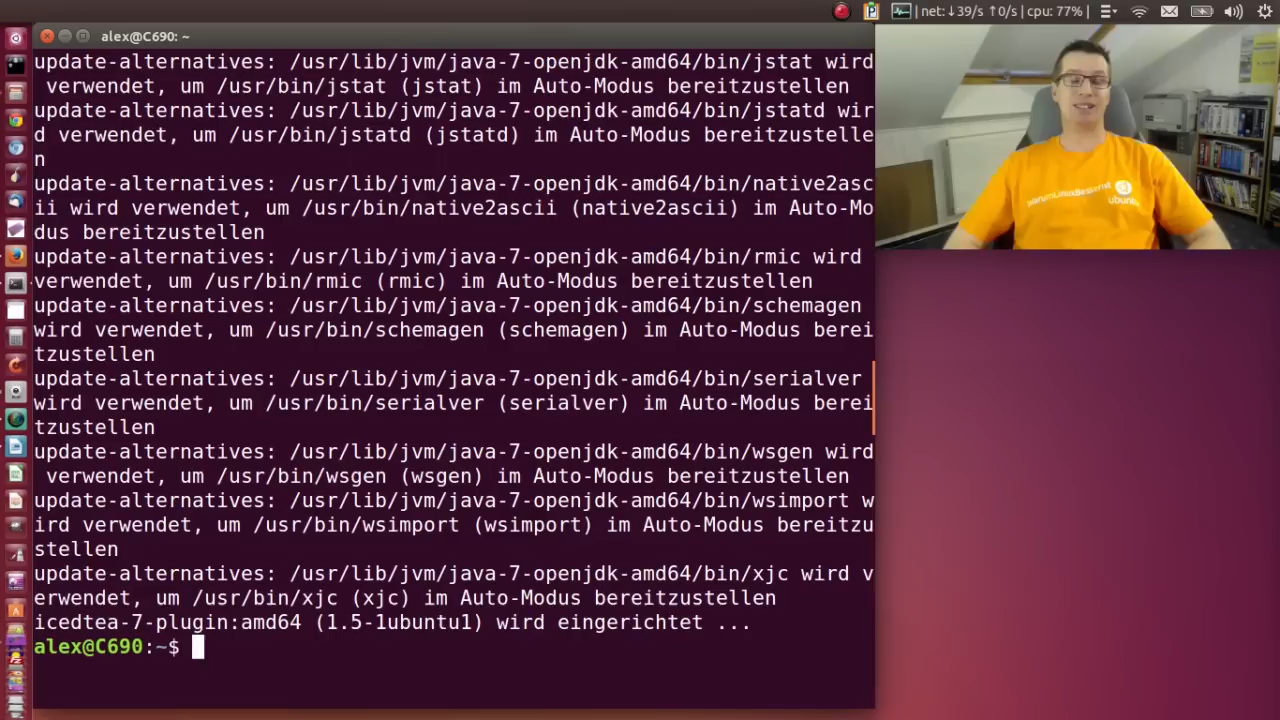 net:↓39/s ↑0/s | cpu: 77%
alex@C690: ~
update-alternatives: /usr/lib/jvm/java-7-openjdk-amd64/bin/jstat wird
 verwendet, um /usr/bin/jstat (jstat) im Auto-Modus bereitzustellen
update-alternatives: /usr/lib/jvm/java-7-openjdk-amd64/bin/jstatd wir
d verwendet, um /usr/bin/jstatd (jstatd) im Auto-Modus bereitzustelle
n
update-alternatives: /usr/lib/jvm/java-7-openjdk-amd64/bin/native2asc
ii wird verwendet, um /usr/bin/native2ascii (native2ascii) im Auto-Mo
dus bereitzustellen
update-alternatives: /usr/lib/jvm/java-7-openjdk-amd64/bin/rmic wird
verwendet, um /usr/bin/rmic (rmic) im Auto-Modus bereitzustellen
update-alternatives: /usr/lib/jvm/java-7-openjdk-amd64/bin/schemagen
wird verwendet, um /usr/bin/schemagen (schemagen) im Auto-Modus berei
tzustellen
update-alternatives: /usr/lib/jvm/java-7-openjdk-amd64/bin/serialver
wird verwendet, um /usr/bin/serialver (serialver) im Auto-Modus berei
tzustellen
update-alternatives: /usr/lib/jvm/java-7-openjdk-amd64/bin/wsgen wird
 verwendet, um /usr/bin/wsgen (wsgen) im Auto-Modus bereitzustellen
update-alternatives: /usr/lib/jvm/java-7-openjdk-amd64/bin/wsimport w
ird verwendet, um /usr/bin/wsimport (wsimport) im Auto-Modus bereitzu
stellen
update-alternatives: /usr/lib/jvm/java-7-openjdk-amd64/bin/xjc wird v
erwendet, um /usr/bin/xjc (xjc) im Auto-Modus bereitzustellen
icedtea-7-plugin:amd64 (1.5-1ubuntu1) wird eingerichtet ...
alex@C690:~$
ubuntu